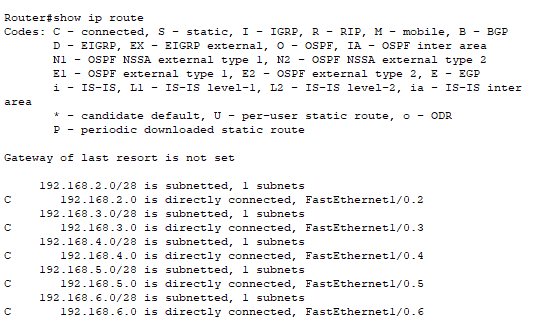 Router#show ip route
Codes: C - connected, S - static, I - IGRP, R - RIP, M - mobile, B - BGP
       D - EIGRP, EX - EIGRP external, O - OSPF, IA - OSPF inter area
       N1 - OSPF NSSA external type 1, N2 - OSPF NSSA external type 2
       E1 - OSPF external type 1, E2 - OSPF external type 2, E - EGP
       i - IS-IS, L1 - IS-IS level-1, L2 - IS-IS level-2, ia - IS-IS inter
area
       * - candidate default, U - per-user static route, o - ODR
       P - periodic downloaded static route

Gateway of last resort is not set

     192.168.2.0/28 is subnetted, 1 subnets
C       192.168.2.0 is directly connected, FastEthernet1/0.2
     192.168.3.0/28 is subnetted, 1 subnets
C       192.168.3.0 is directly connected, FastEthernet1/0.3
     192.168.4.0/28 is subnetted, 1 subnets
C       192.168.4.0 is directly connected, FastEthernet1/0.4
     192.168.5.0/28 is subnetted, 1 subnets
C       192.168.5.0 is directly connected, FastEthernet1/0.5
     192.168.6.0/28 is subnetted, 1 subnets
C       192.168.6.0 is directly connected, FastEthernet1/0.6